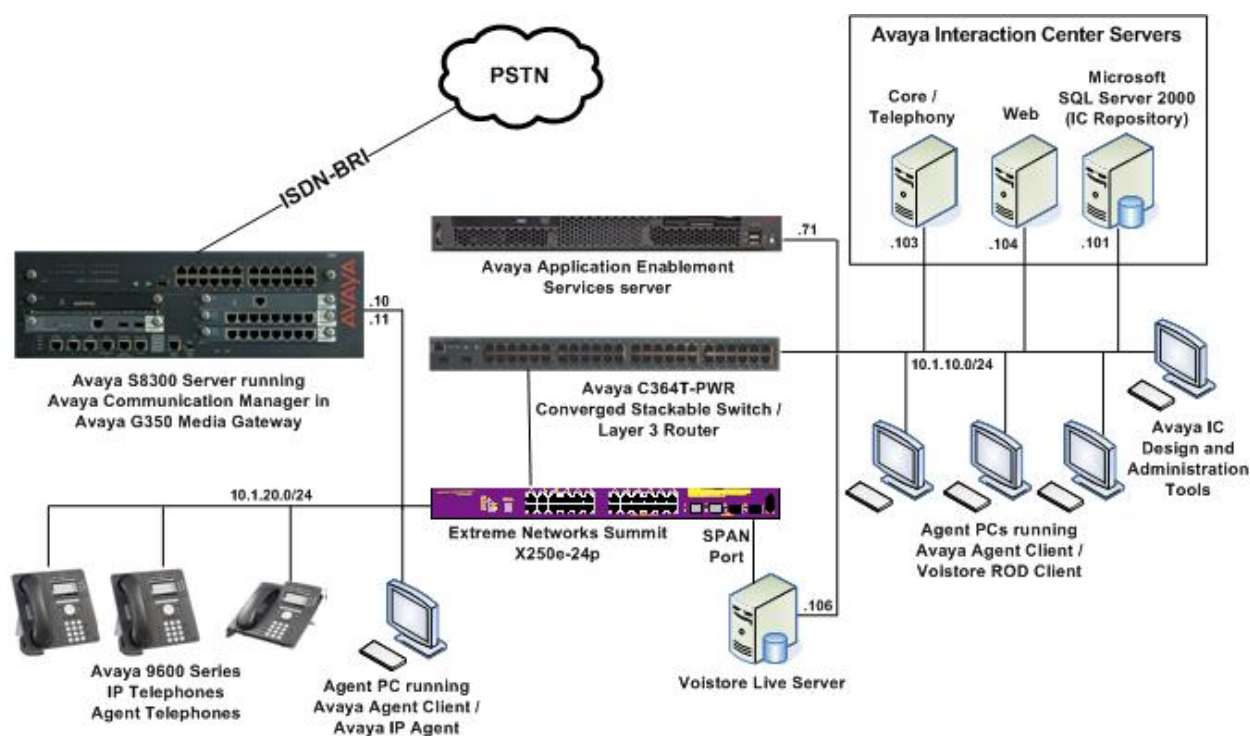 PSTN
ISDN-BRI
Avaya Interaction Center Servers
Core /
Telephony
Web
Microsoft
SQL Server 2000
(IC Repository)
.103
.104
.101
.71
Avaya Application Enablement
Services server
AVAYA
.10
.11
Avaya S8300 Server running
Avaya Communication Manager in
Avaya G350 Media Gateway
Avaya C364T-PWR
Converged Stackable Switch /
Layer 3 Router
10.1.10.0/24
Avaya IC
Design and
Administration
Tools
10.1.20.0/24
Extreme Networks Summit
X250e-24p
SPAN
Port
Agent PCs running
Avaya Agent Client /
Voistore ROD Client
.106
Avaya 9600 Series
IP Telephones
Agent Telephones
Agent PC running
Avaya Agent Client /
Avaya IP Agent
Voistore Live Server